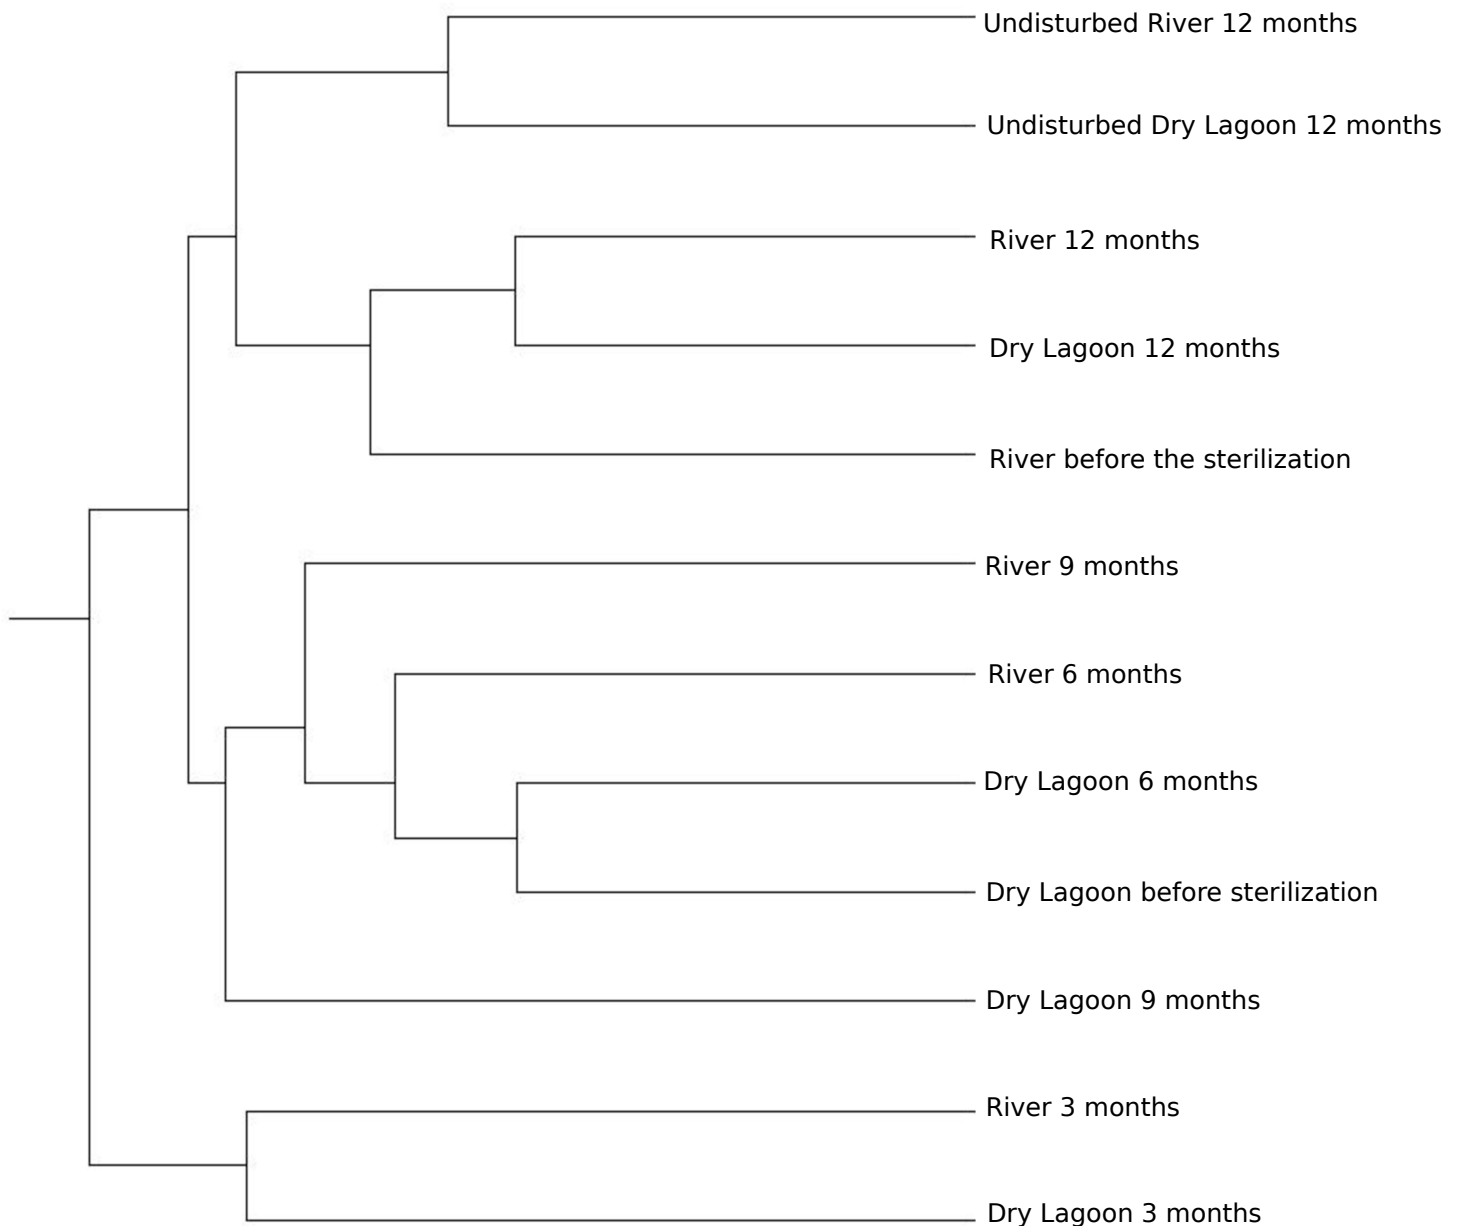 Undisturbed River 12 months
Undisturbed Dry Lagoon 12 months
River 12 months
Dry Lagoon 12 months
River before the sterilization
River 9 months
River 6 months
Dry Lagoon 6 months
Dry Lagoon before sterilization
Dry Lagoon 9 months
River 3 months
Dry Lagoon 3 months